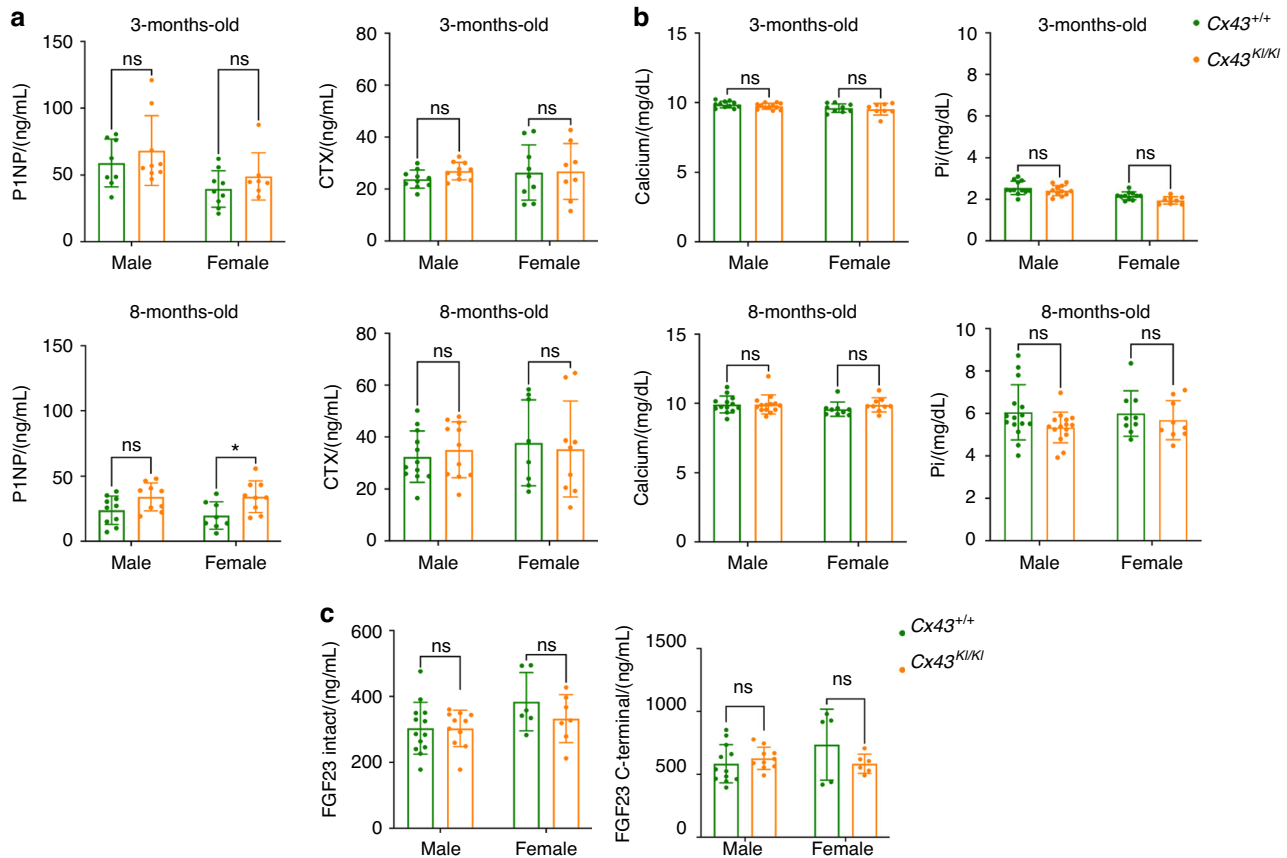 a
3-months-old
P1NP/(ng/mL)
150
100
50
0
ns
ns
Male
Female
3-months-old
CTX/(ng/mL)
80
60
40
20
0
ns
ns
Male
Female
b
3-months-old
Calcium/(mg/dL)
15
10
5
0
ns
ns
Male
Female
3-months-old
Pi/(mg/dL)
10
8
6
4
2
0
ns
ns
Male
Female
Cx43+/+
Cx43KI/KI
8-months-old
P1NP/(ng/mL)
150
100
50
0
ns
*
Male
Female
8-months-old
CTX/(ng/mL)
80
60
40
20
0
ns
ns
Male
Female
8-months-old
Calcium/(mg/dL)
15
10
5
0
ns
ns
Male
Female
8-months-old
Pi/(mg/dL)
10
8
6
4
2
0
ns
ns
Male
Female
c
FGF23 intact/(ng/mL)
600
400
200
0
ns
ns
Male
Female
FGF23 C-terminal/(ng/mL)
1500
1000
500
0
ns
ns
Male
Female
Cx43+/+
Cx43KI/KI